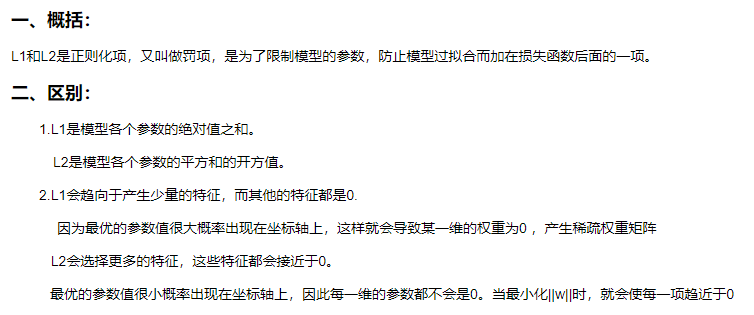 一、概括：
L1和L2是正则化项，又叫做罚项，是为了限制模型的参数，防止模型过拟合而加在损失函数后面的一项。
二、区别：
1.L1是模型各个参数的绝对值之和。
L2是模型各个参数的平方和的开方值。
2.L1会趋向于产生少量的特征，而其他的特征都是0.
因为最优的参数值很大概率出现在坐标轴上，这样就会导致某一维的权重为0 ，产生稀疏权重矩阵
L2会选择更多的特征，这些特征都会接近于0。
最优的参数值很小概率出现在坐标轴上，因此每一维的参数都不会是0。当最小化||w||时，就会使每一项趋近于0